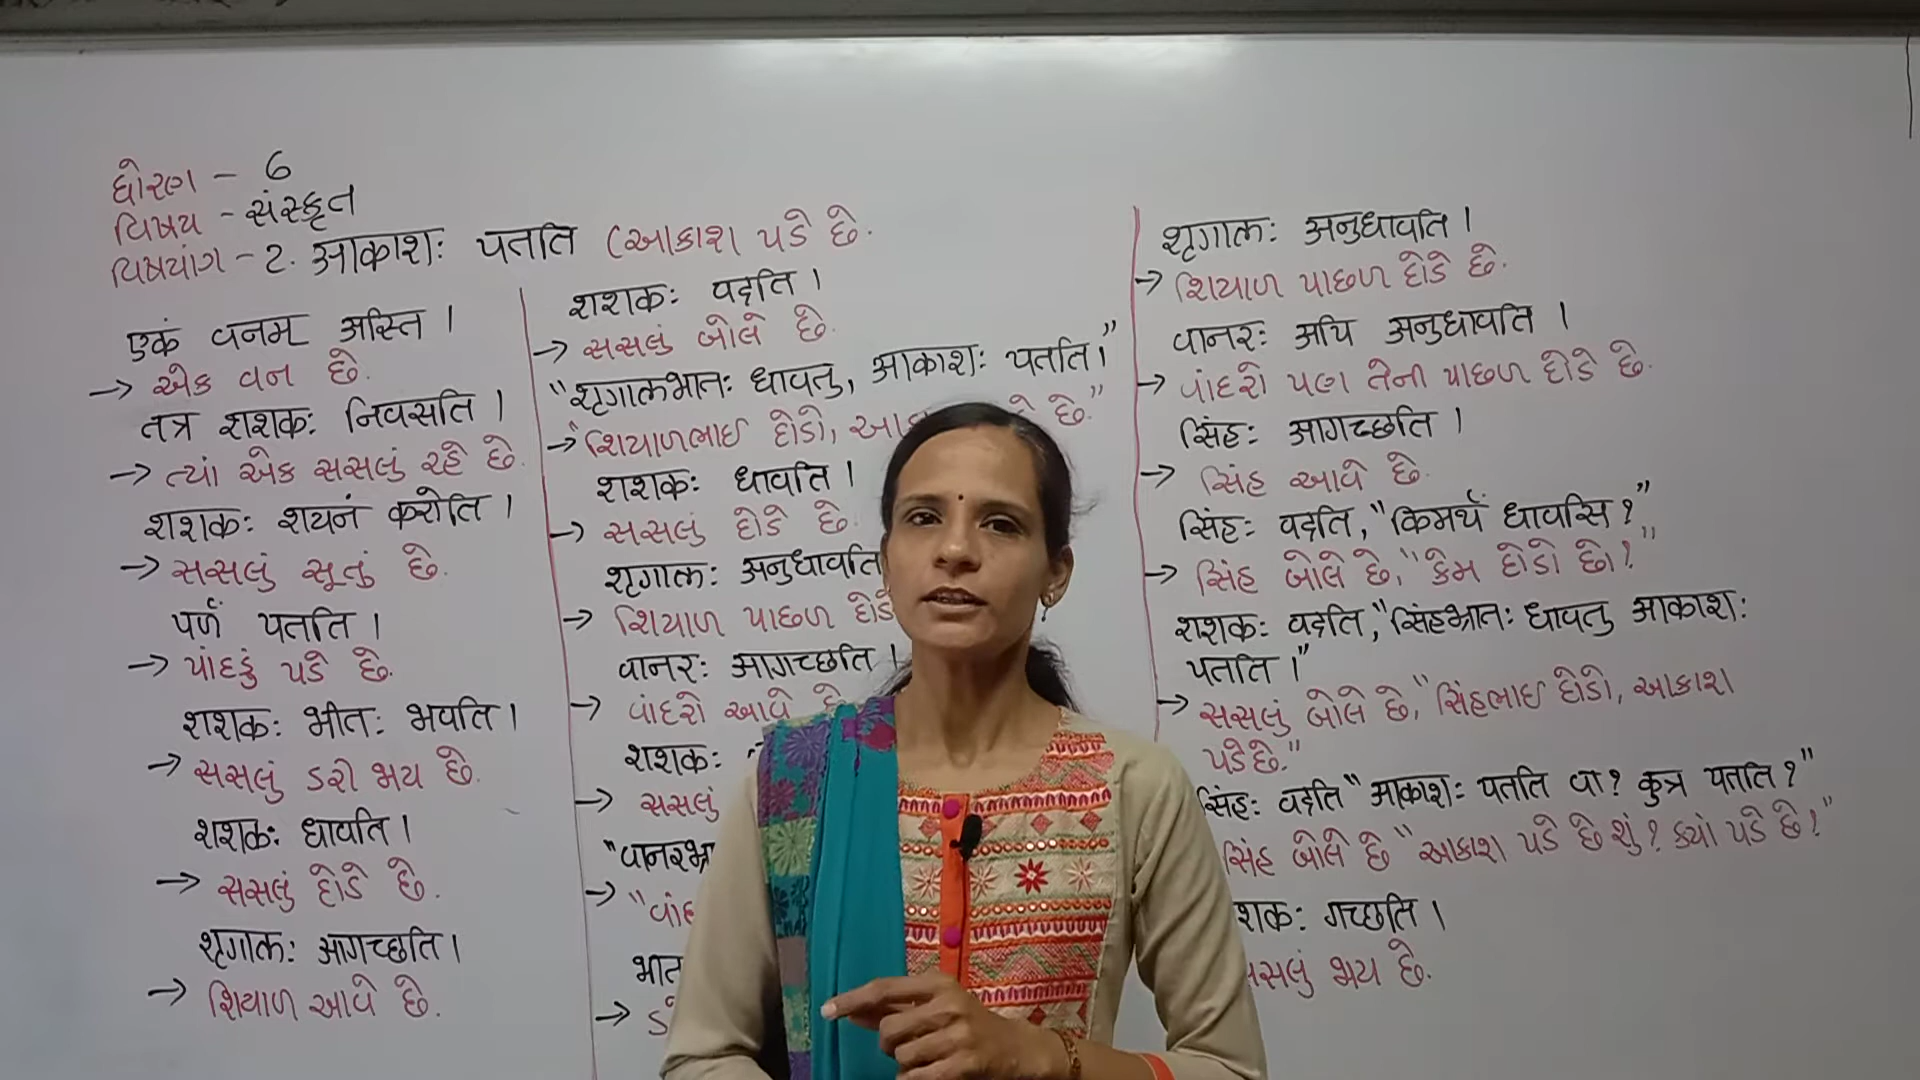 ધોરણ - 6
વિષય - સંસ્કૃત
વિષયાંગ - 2. आकाशः पतति (આકાશ પડે છે.
एकं वनम् अस्ति ।
→ એક વન છે.
तत्र शशकः निवसति ।
→ ત્યાં એક સસલું રહે છે.
शशकः शयनं करोति ।
→ સસલું સૂતું છે.
पर्णं पतति ।
→ પાંદડું પડે છે.
शशकः भीतः भवति ।
→ સસલું ડરી જાય છે.
शशकः धावति ।
→ સસલું દોડે છે.
शृगालः आगच्छति ।
→ શિયાળ આવે છે.
शशकः वदति ।
→ સસલું બોલે છે.
“शृगालभ्रातः धावतु, आकाशः पतति ।”
→ “શિયાળભાઈ દોડો, છે.”
शशकः धावति ।
→ સસલું દોડે છે.
शृगालः अनुधावति
→ શિયાળ પાછળ
वानरः आगच्छति ।
→ વાંદરો આવે છે.
शशकः
→ સસલું
शृगालः अनुधावति ।
→ શિયાળ પાછળ દોડે છે.
वानरः अपि अनुधावति ।
→ વાંદરો પણ તેની પાછળ દોડે છે.
सिंहः आगच्छति ।
→ સિંહ આવે છે.
सिंहः वदति, “किमर्थं धावसि ?”
→ સિંહ બોલે છે, “કેમ દોડો છો ?”
शशकः वदति, “सिंहभ्रातः धावतु आकाशः
पतति ।”
→ સસલું બોલે છે, “સિંહભાઈ દોડો, આકાશ
પડે છે.”
सिंहः वदति “आकाशः पतति वा ? कुत्र पतति ?”
સિંહ બોલે છે “આકાશ પડે છે શું ? ક્યાં પડે છે ?”
गच्छति ।
જાય છે.